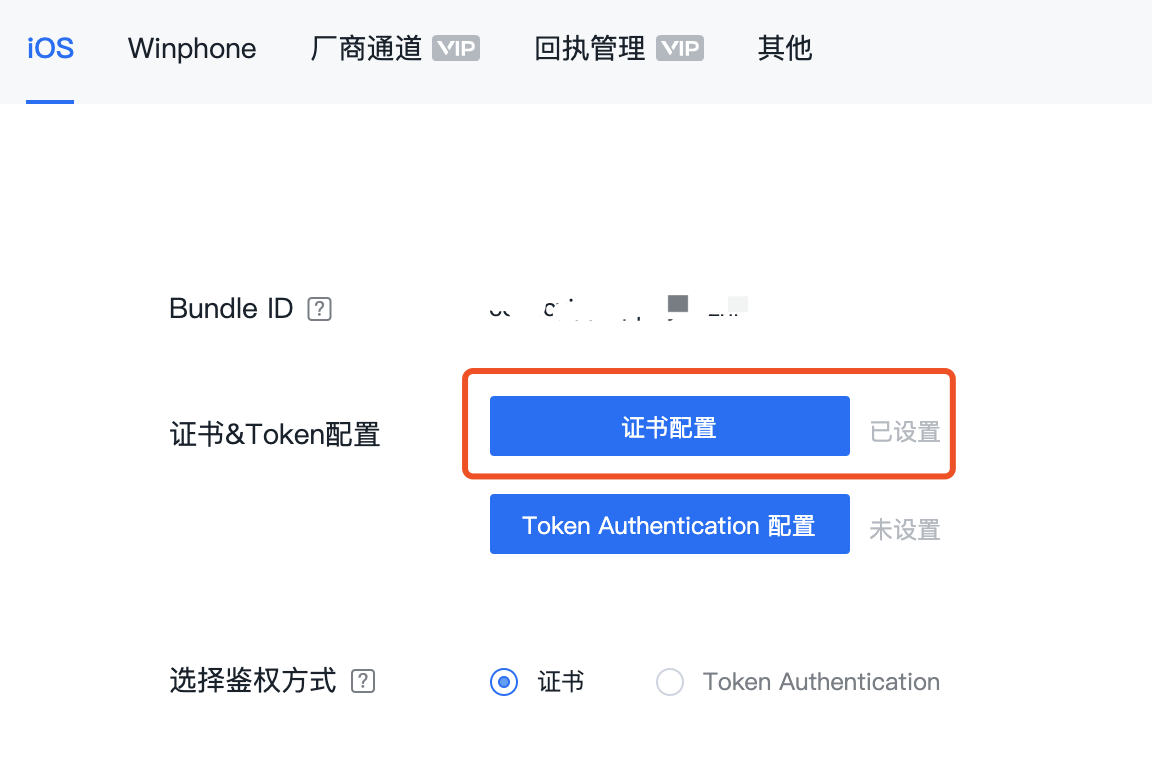 iOS Winphone 厂商通道 VIP 回执管理 VIP 其他
Bundle ID ?
证书&Token配置 证书配置 已设置
Token Authentication 配置 未设置
选择鉴权方式 ? 证书 Token Authentication